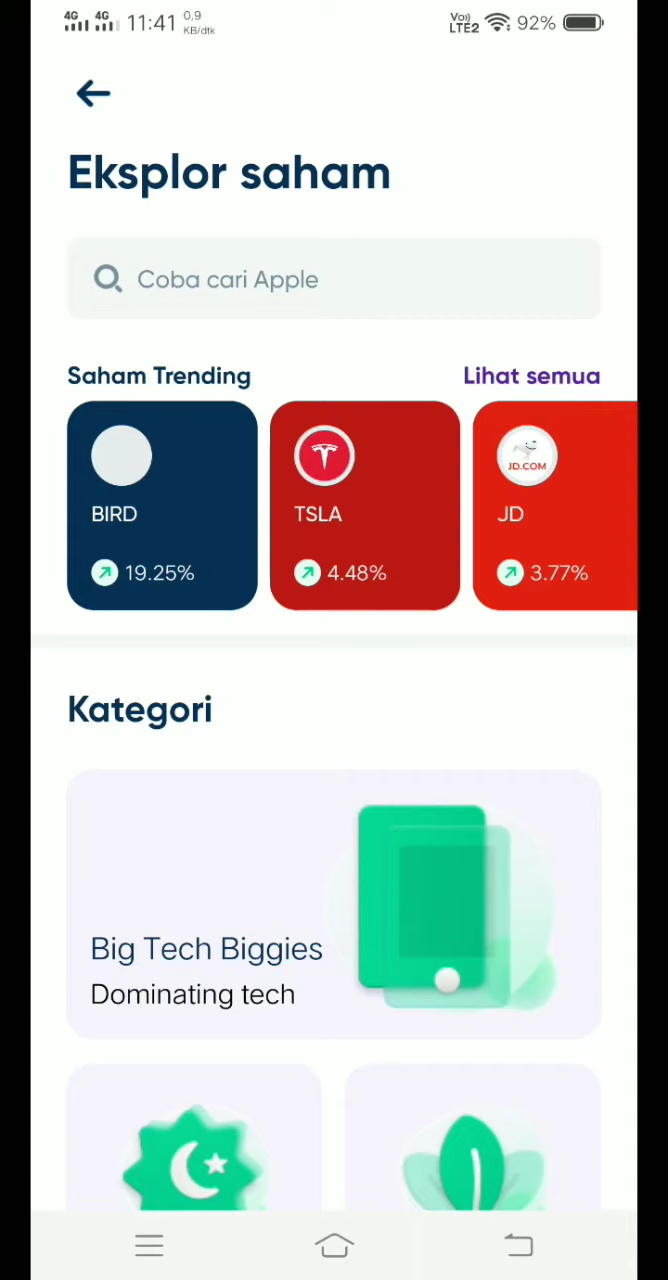 4G 4G 11:41 0,9 KB/dtk Vo)) LTE2 92%
Eksplor saham
Coba cari Apple
Saham Trending Lihat semua
JD.COM
BIRD TSLA JD
19.25% 4.48% 3.77%
Kategori
Big Tech Biggies
Dominating tech